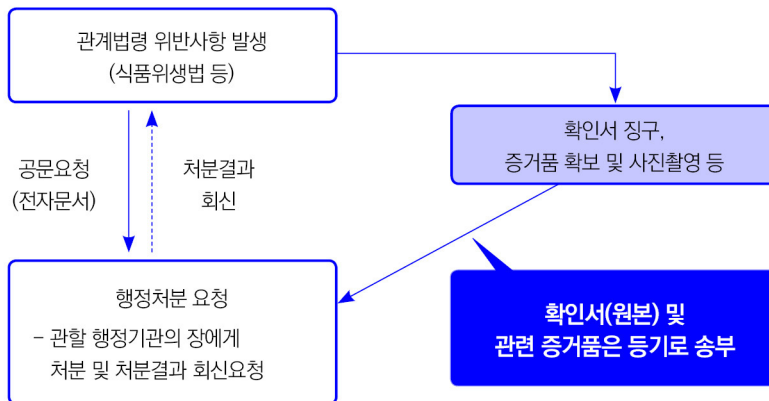 관계법령 위반사항 발생
(식품위생법 등)
확인서 징구,
증거품 확보 및 사진촬영 등
공문요청
(전자문서)
처분결과
회신
행정처분 요청
– 관할 행정기관의 장에게
처분 및 처분결과 회신요청
확인서(원본) 및
관련 증거품은 등기로 송부